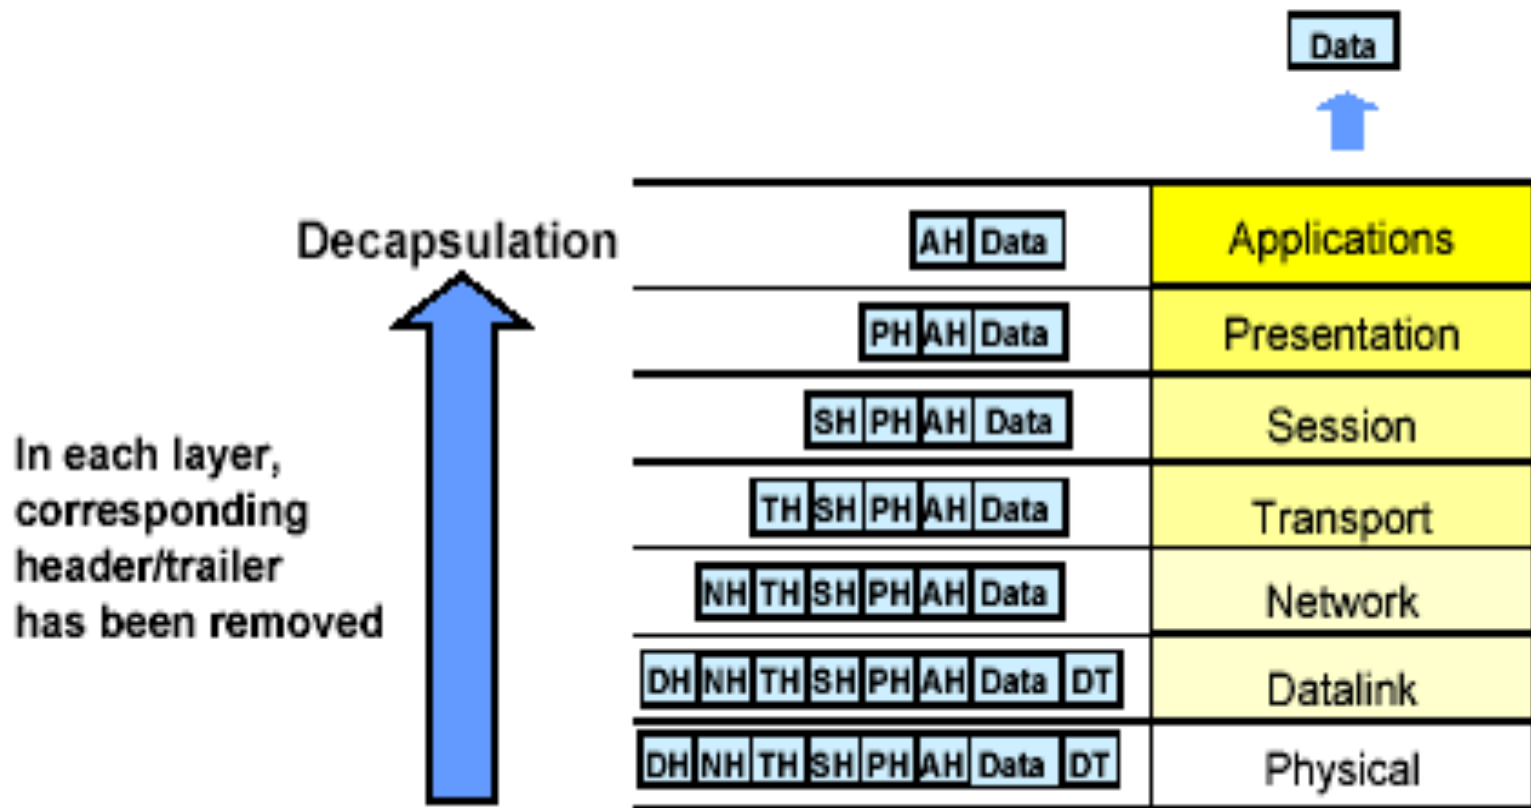 Data
Decapsulation
AH Data Applications
PH AH Data Presentation
SH PH AH Data Session
In each layer,
corresponding
header/trailer
has been removed
TH SH PH AH Data Transport
NH TH SH PH AH Data Network
DH NH TH SH PH AH Data DT Datalink
DH NH TH SH PH AH Data DT Physical